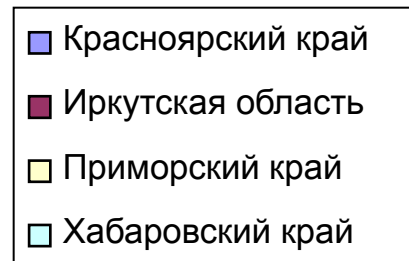 Красноярский край
Иркутская область
Приморский край
Хабаровский край